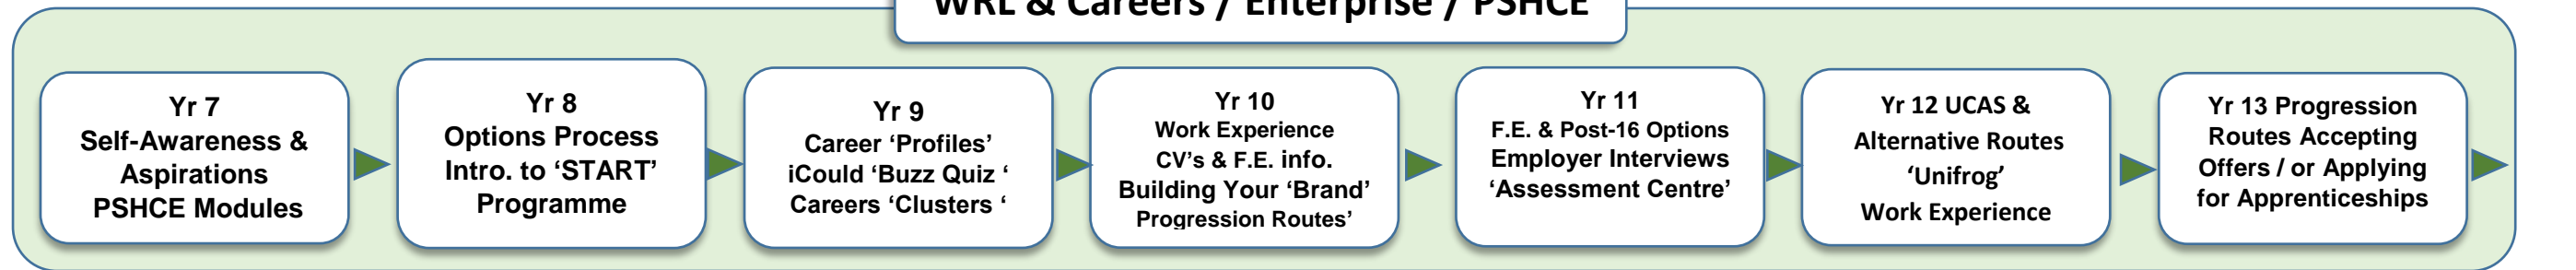 WRL & Careers / Enterprise / PSHCE
Yr 7
Self-Awareness &
Aspirations
PSHCE Modules
Yr 8
Options Process
Intro. to ‘START’
Programme
Yr 9
Career ‘Profiles’
iCould ‘Buzz Quiz ‘
Careers ‘Clusters ‘
Yr 10
Work Experience
CV’s & F.E. info.
Building Your ‘Brand’
Progression Routes’
Yr 11
F.E. & Post-16 Options
Employer Interviews
‘Assessment Centre’
Yr 12 UCAS &
Alternative Routes
‘Unifrog’
Work Experience
Yr 13 Progression
Routes Accepting
Offers / or Applying
for Apprenticeships